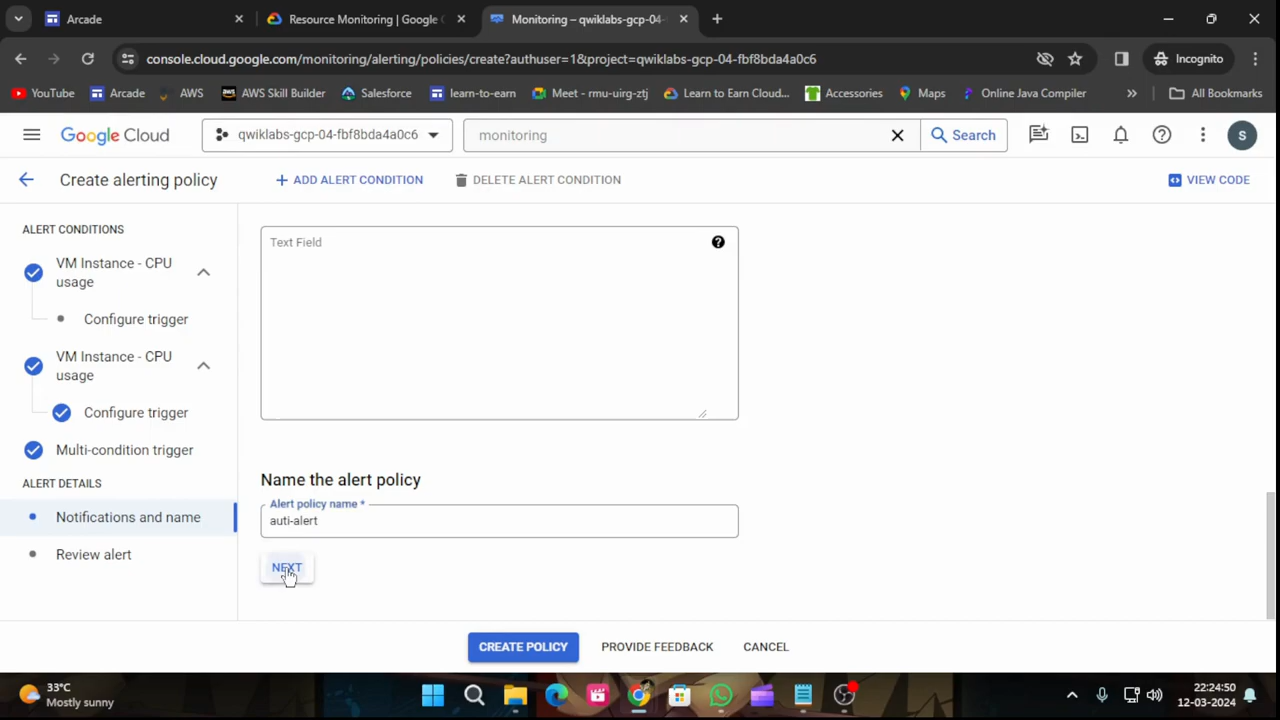 Arcade
Resource Monitoring | Google C
Monitoring – qwiklabs-gcp-04-
console.cloud.google.com/monitoring/alerting/policies/create?authuser=1&project=qwiklabs-gcp-04-fbf8bda4a0c6
Incognito
YouTube
Arcade
AWS
AWS Skill Builder
Salesforce
learn-to-earn
Meet - rmu-uirg-ztj
Learn to Earn Cloud...
Accessories
Maps
Online Java Compiler
All Bookmarks
Google Cloud
qwiklabs-gcp-04-fbf8bda4a0c6
monitoring
Search
S
Create alerting policy
ADD ALERT CONDITION
DELETE ALERT CONDITION
VIEW CODE
ALERT CONDITIONS
VM Instance - CPU
usage
Configure trigger
VM Instance - CPU
usage
Configure trigger
Multi-condition trigger
ALERT DETAILS
Notifications and name
Review alert
Text Field
Name the alert policy
Alert policy name *
auti-alert
NEXT
CREATE POLICY
PROVIDE FEEDBACK
CANCEL
33°C
Mostly sunny
22:24:50
12-03-2024